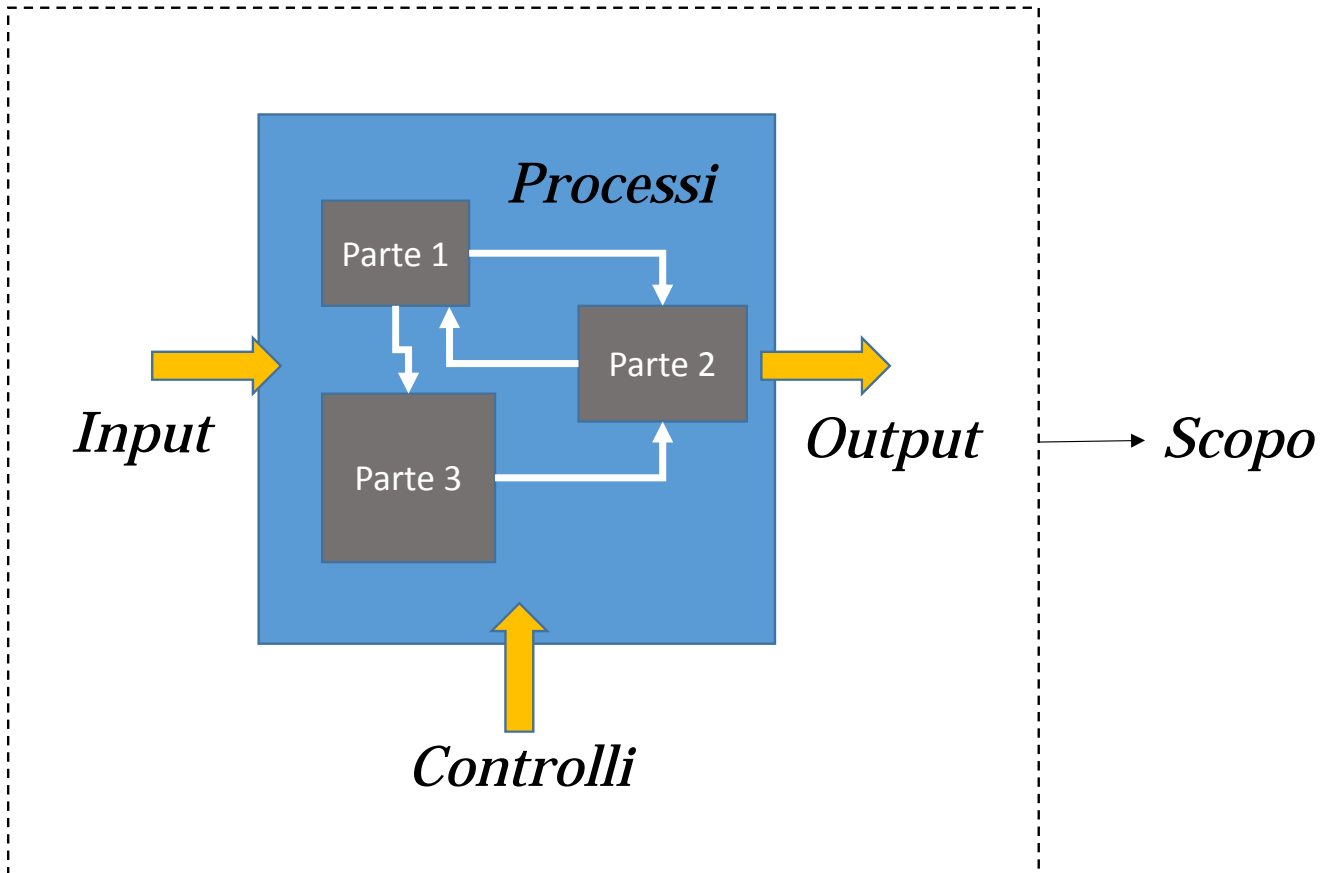 Processi
Parte 1
Parte 2
Parte 3
Input
Output
Scopo
Controlli